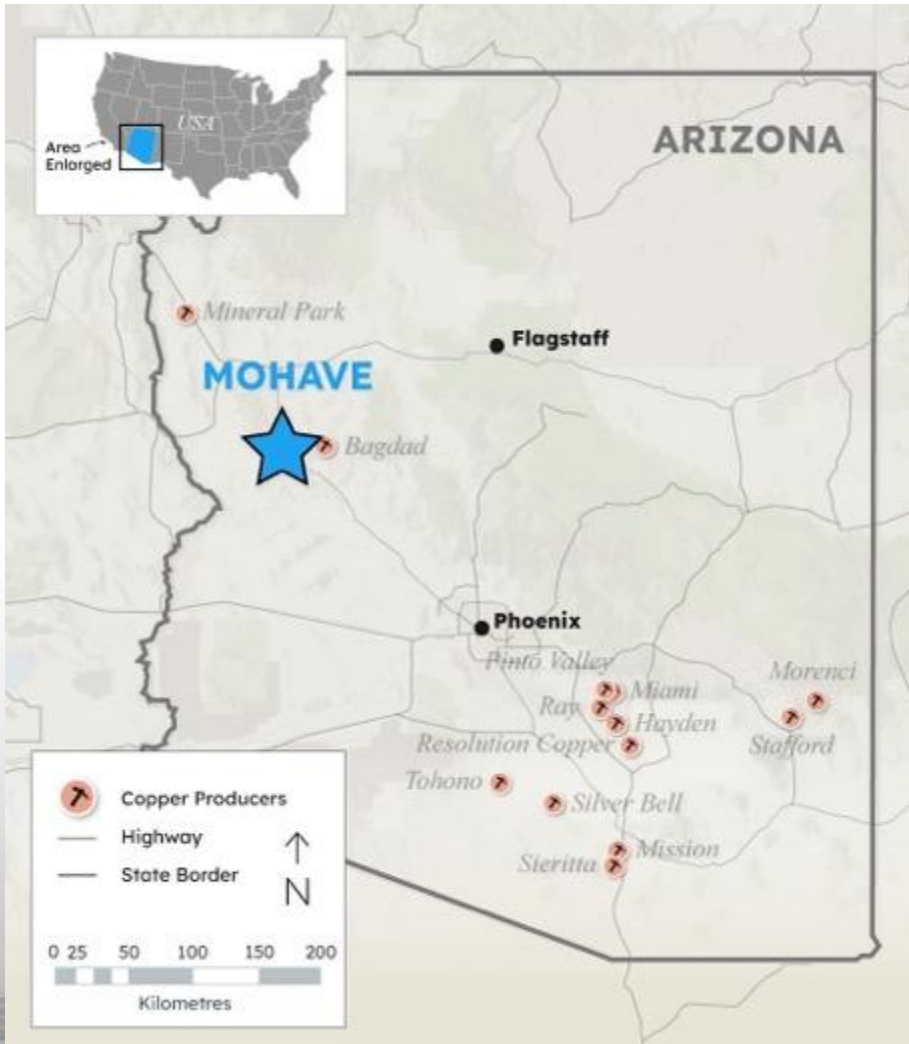 USA
Area
Enlarged
ARIZONA
Mineral Park
Flagstaff
MOHAVE
Bagdad
Phoenix
Pinto Valley
Morenci
Miami
Ray
Hayden
Resolution Copper
Stafford
Tohono
Silver Bell
Mission
Sieritta
Copper Producers
Highway
State Border
N
0 25 50 100 150 200
Kilometres